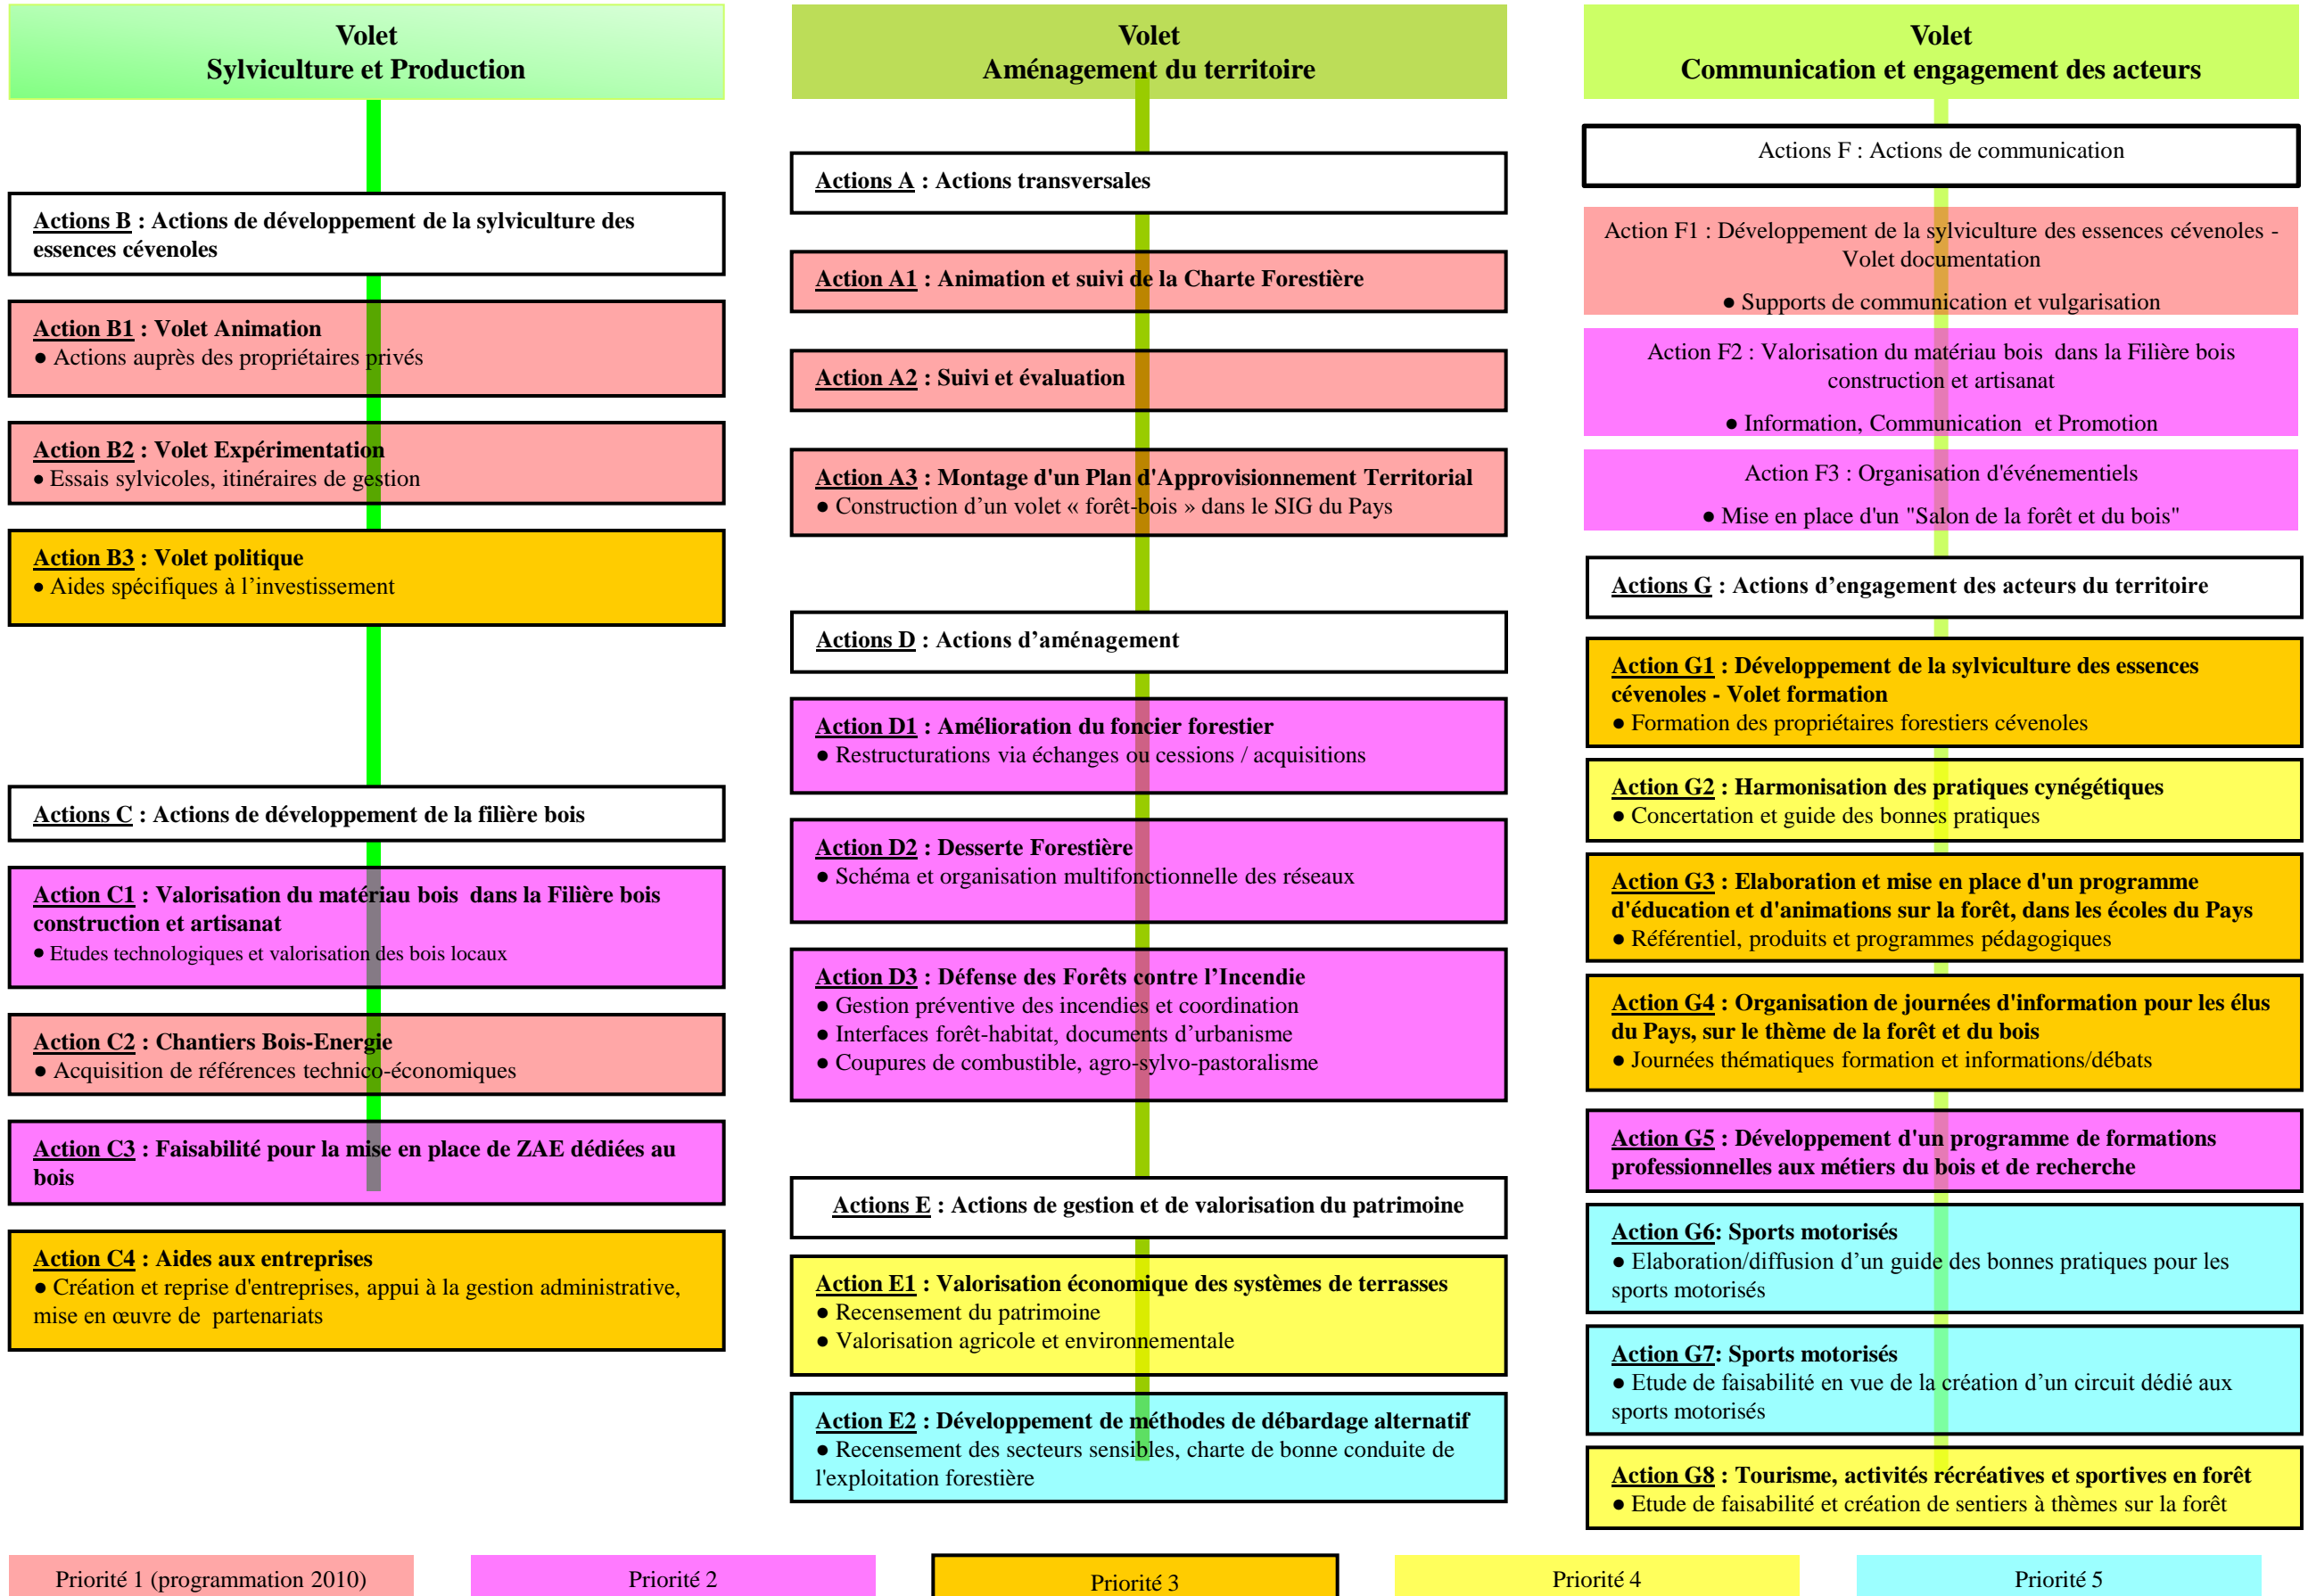 Volet
Sylviculture et Production
Actions B : Actions de développement de la sylviculture des
essences cévenoles
Action B1 : Volet Animation
● Actions auprès des propriétaires privés
Action B2 : Volet Expérimentation
● Essais sylvicoles, itinéraires de gestion
Action B3 : Volet politique
● Aides spécifiques à l’investissement
Actions C : Actions de développement de la filière bois
Action C1 : Valorisation du matériau bois dans la Filière bois
construction et artisanat
● Etudes technologiques et valorisation des bois locaux
Action C2 : Chantiers Bois-Energie
● Acquisition de références technico-économiques
Action C3 : Faisabilité pour la mise en place de ZAE dédiées au
bois
Action C4 : Aides aux entreprises
● Création et reprise d'entreprises, appui à la gestion administrative,
mise en œuvre de partenariats
Volet
Aménagement du territoire
Actions A : Actions transversales
Action A1 : Animation et suivi de la Charte Forestière
Action A2 : Suivi et évaluation
Action A3 : Montage d'un Plan d'Approvisionnement Territorial
● Construction d’un volet « forêt-bois » dans le SIG du Pays
Actions D : Actions d’aménagement
Action D1 : Amélioration du foncier forestier
● Restructurations via échanges ou cessions / acquisitions
Action D2 : Desserte Forestière
● Schéma et organisation multifonctionnelle des réseaux
Action D3 : Défense des Forêts contre l’Incendie
● Gestion préventive des incendies et coordination
● Interfaces forêt-habitat, documents d’urbanisme
● Coupures de combustible, agro-sylvo-pastoralisme
Actions E : Actions de gestion et de valorisation du patrimoine
Action E1 : Valorisation économique des systèmes de terrasses
● Recensement du patrimoine
● Valorisation agricole et environnementale
Action E2 : Développement de méthodes de débardage alternatif
● Recensement des secteurs sensibles, charte de bonne conduite de
l'exploitation forestière
Volet
Communication et engagement des acteurs
Actions F : Actions de communication
Action F1 : Développement de la sylviculture des essences cévenoles -
Volet documentation
● Supports de communication et vulgarisation
Action F2 : Valorisation du matériau bois dans la Filière bois
construction et artisanat
● Information, Communication et Promotion
Action F3 : Organisation d'événementiels
● Mise en place d'un "Salon de la forêt et du bois"
Actions G : Actions d’engagement des acteurs du territoire
Action G1 : Développement de la sylviculture des essences
cévenoles - Volet formation
● Formation des propriétaires forestiers cévenoles
Action G2 : Harmonisation des pratiques cynégétiques
● Concertation et guide des bonnes pratiques
Action G3 : Elaboration et mise en place d'un programme
d'éducation et d'animations sur la forêt, dans les écoles du Pays
● Référentiel, produits et programmes pédagogiques
Action G4 : Organisation de journées d'information pour les élus
du Pays, sur le thème de la forêt et du bois
● Journées thématiques formation et informations/débats
Action G5 : Développement d'un programme de formations
professionnelles aux métiers du bois et de recherche
Action G6: Sports motorisés
● Elaboration/diffusion d’un guide des bonnes pratiques pour les
sports motorisés
Action G7: Sports motorisés
● Etude de faisabilité en vue de la création d’un circuit dédié aux
sports motorisés
Action G8 : Tourisme, activités récréatives et sportives en forêt
● Etude de faisabilité et création de sentiers à thèmes sur la forêt
Priorité 1 (programmation 2010)
Priorité 2
Priorité 3
Priorité 4
Priorité 5